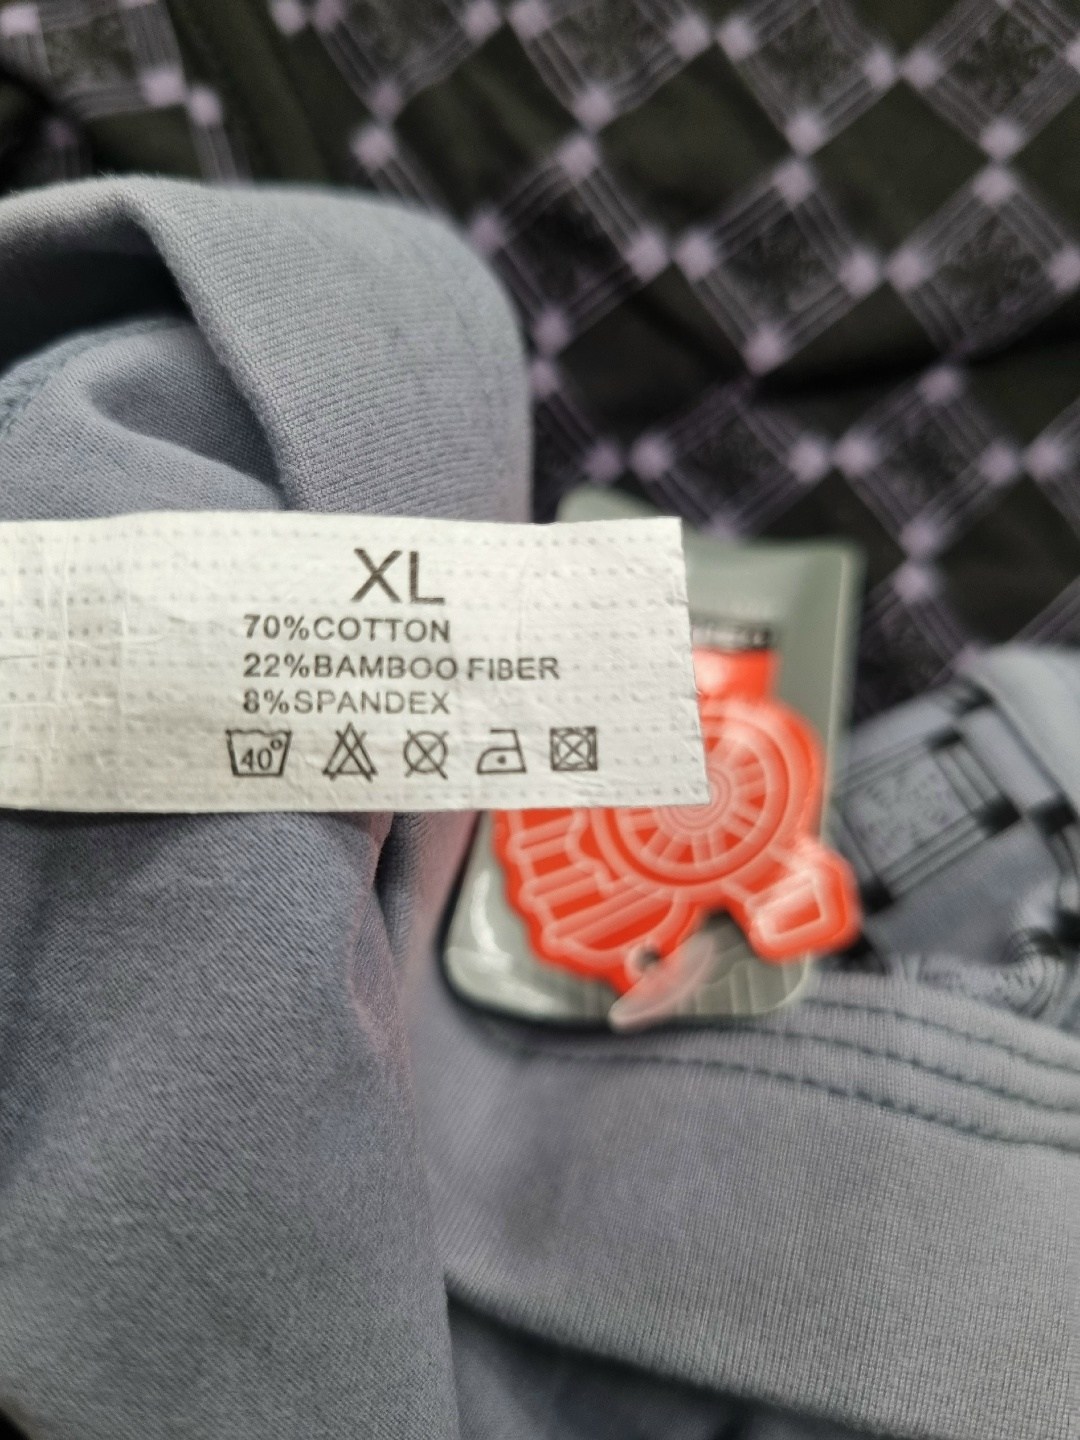 XL
70%COTTON
22%BAMBOO FIBER
8%SPANDEX
40°